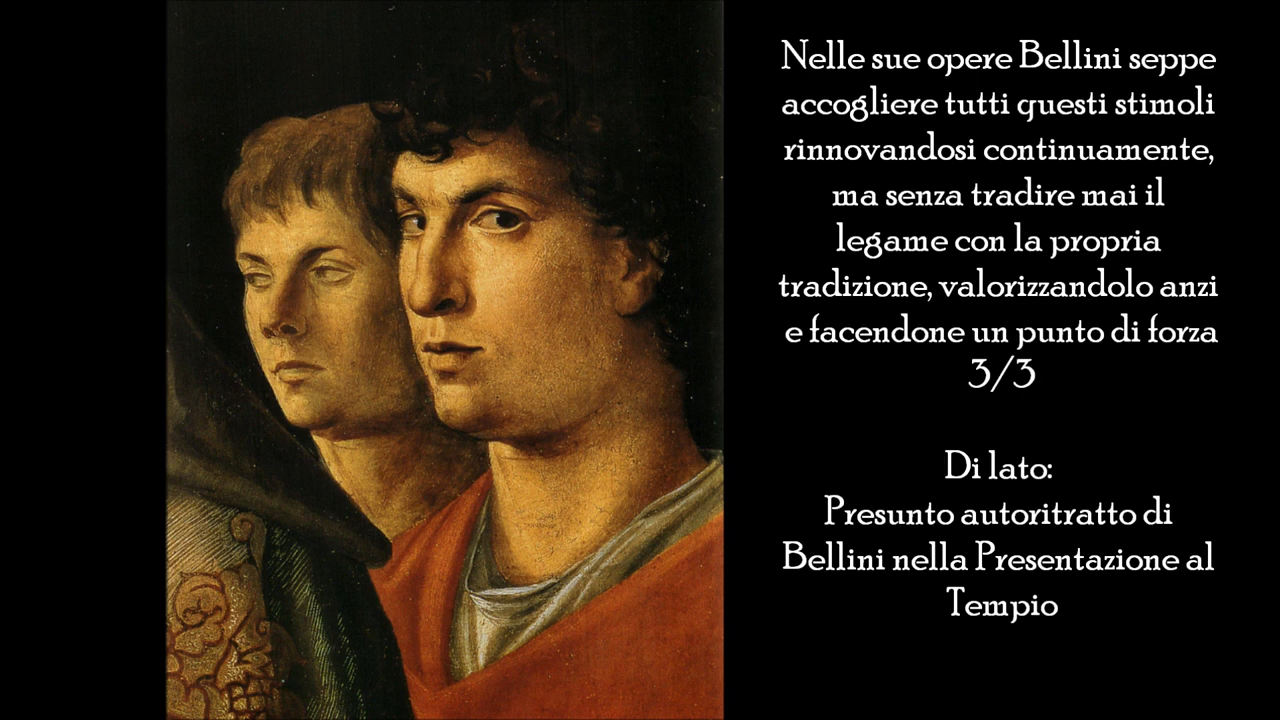 Nelle sue opere Bellini seppe
accogliere tutti questi stimoli
rinnovandosi continuamente,
ma senza tradire mai il
legame con la propria
tradizione, valorizzandolo anzi
e facendone un punto di forza
3/3
Di lato:
Presunto autoritratto di
Bellini nella Presentazione al
Tempio